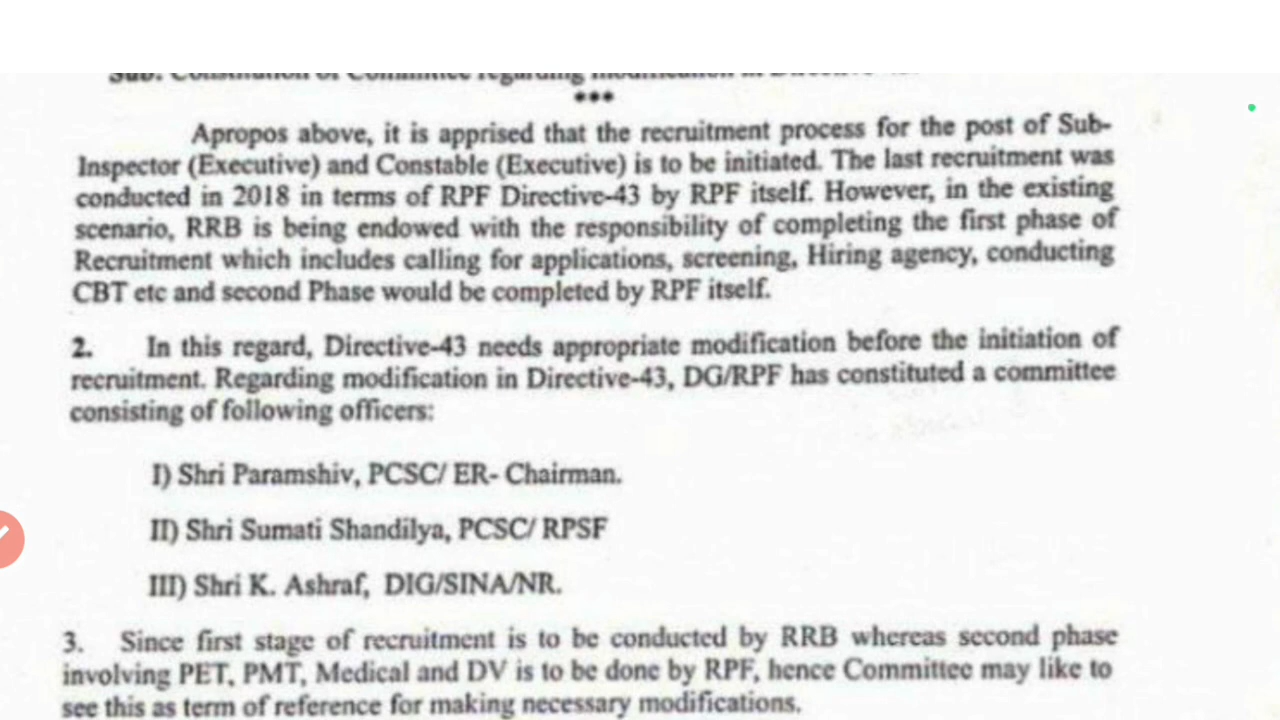 Sub: Constitution of Committee regarding modification in
***
Apropos above, it is apprised that the recruitment process for the post of Sub-
Inspector (Executive) and Constable (Executive) is to be initiated. The last recruitment was
conducted in 2018 in terms of RPF Directive-43 by RPF itself. However, in the existing
scenario, RRB is being endowed with the responsibility of completing the first phase of
Recruitment which includes calling for applications, screening, Hiring agency, conducting
CBT etc and second Phase would be completed by RPF itself.
2. In this regard, Directive-43 needs appropriate modification before the initiation of
recruitment. Regarding modification in Directive-43, DG/RPF has constituted a committee
consisting of following officers:
I) Shri Paramshiv, PCSC/ ER- Chairman.
II) Shri Sumati Shandilya, PCSC/ RPSF
III) Shri K. Ashraf, DIG/SINA/NR.
3. Since first stage of recruitment is to be conducted by RRB whereas second phase
involving PET, PMT, Medical and DV is to be done by RPF, hence Committee may like to
see this as term of reference for making necessary modifications.